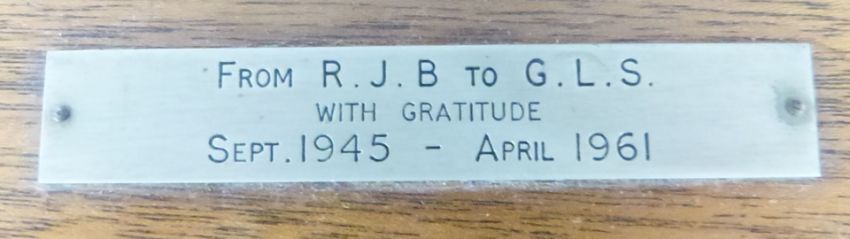 From R.J.B to G.L.S.
with gratitude
Sept. 1945 - April 1961